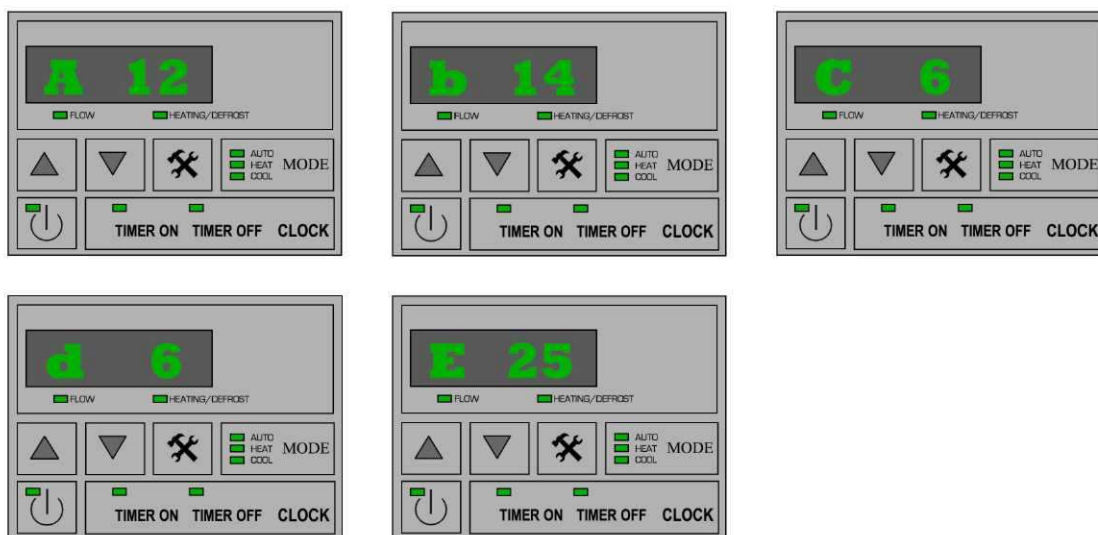 A 12
FLOW HEATING/DEFROST
AUTO
HEAT MODE
COOL
TIMER ON TIMER OFF CLOCK
b 14
FLOW HEATING/DEFROST
AUTO
HEAT MODE
COOL
TIMER ON TIMER OFF CLOCK
C 6
FLOW HEATING/DEFROST
AUTO
HEAT MODE
COOL
TIMER ON TIMER OFF CLOCK
d 6
FLOW HEATING/DEFROST
AUTO
HEAT MODE
COOL
TIMER ON TIMER OFF CLOCK
E 25
FLOW HEATING/DEFROST
AUTO
HEAT MODE
COOL
TIMER ON TIMER OFF CLOCK